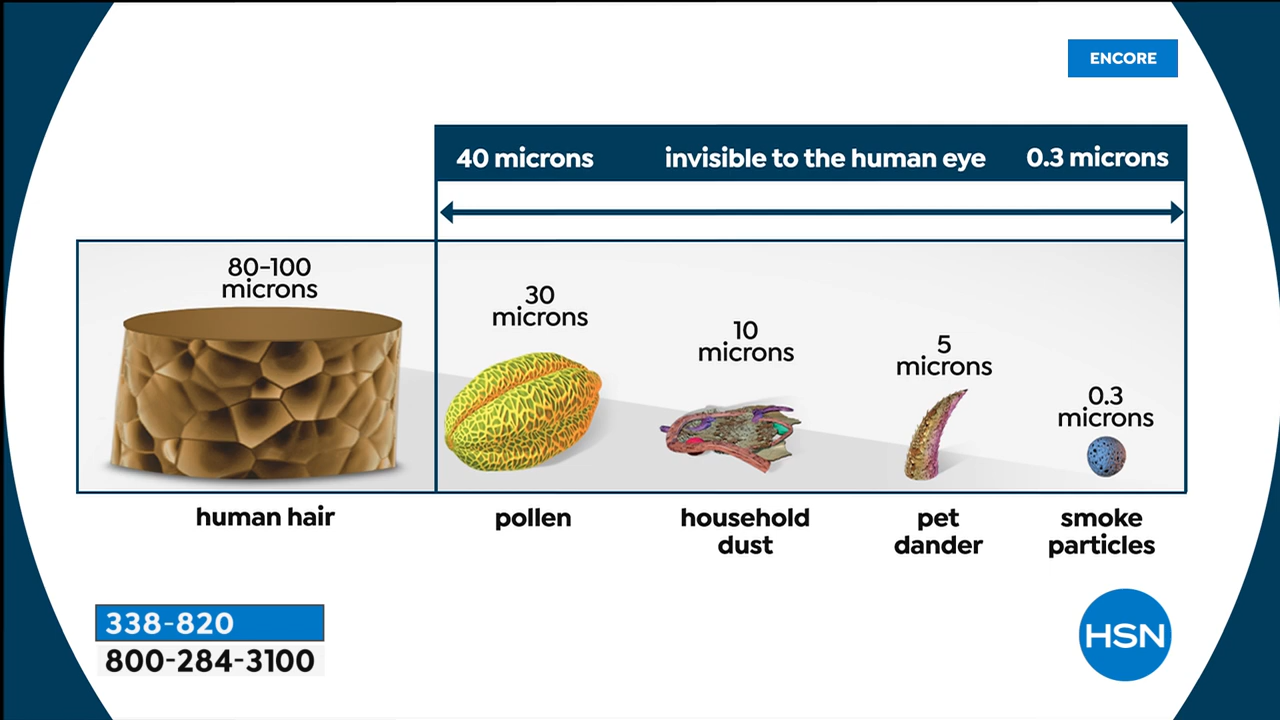 ENCORE
40 microns
invisible to the human eye
0.3 microns
80-100
microns
30
microns
10
microns
5
microns
0.3
microns
human hair
pollen
household
dust
pet
dander
smoke
particles
338-820
800-284-3100
HSN